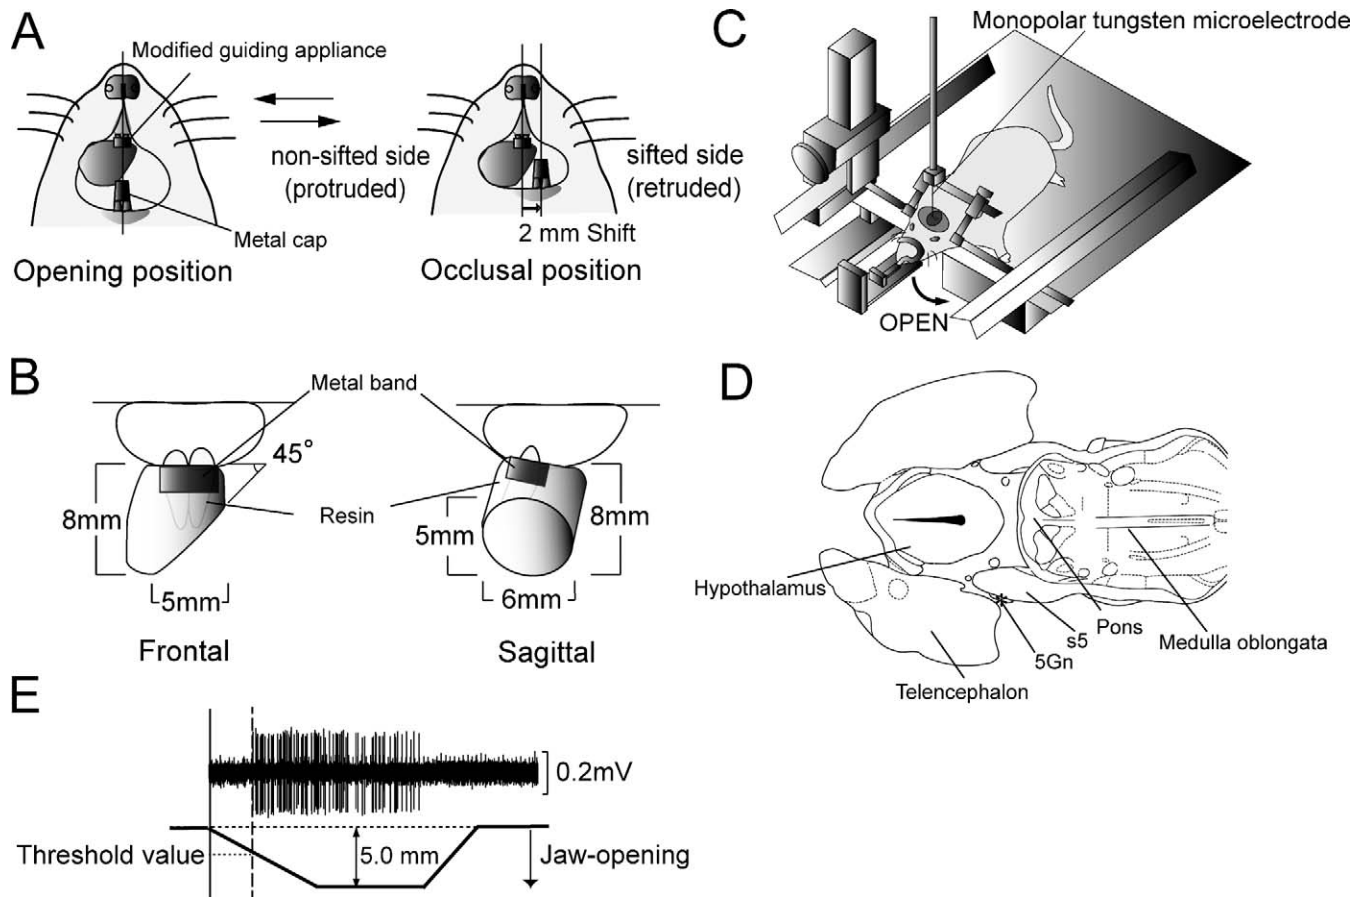 A
Modified guiding appliance
non-sifted side
(protruded)
sifted side
(retruded)
Metal cap
2 mm Shift
Opening position
Occlusal position
B
Metal band
45°
Resin
8mm
5mm
5mm
8mm
6mm
Frontal
Sagittal
C
Monopolar tungsten microelectrode
OPEN
D
Hypothalamus
Pons
s5
5Gn
Medulla oblongata
Telencephalon
E
0.2mV
Threshold value
5.0 mm
Jaw-opening